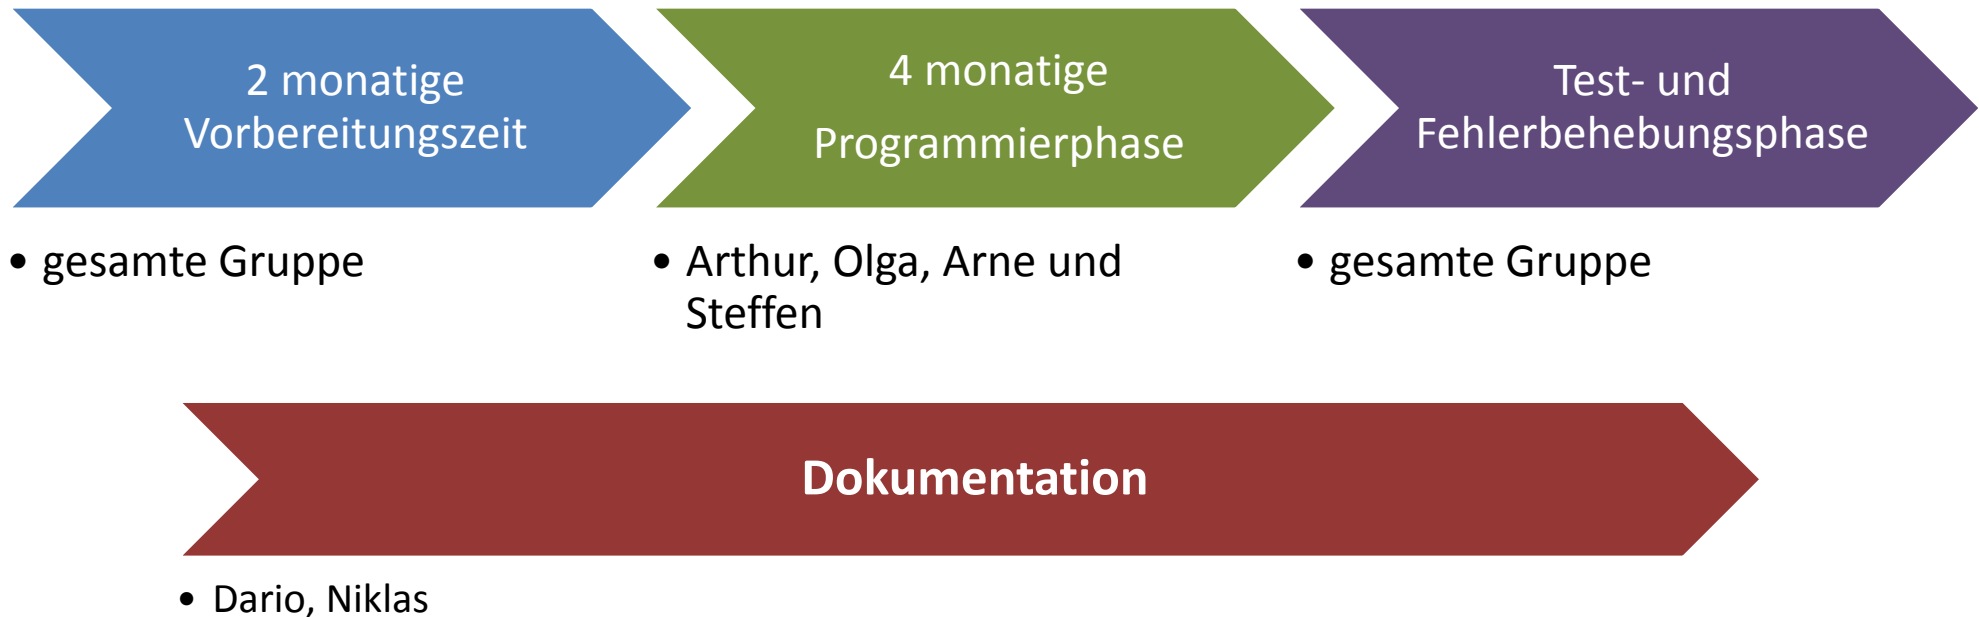 2 monatige
Vorbereitungszeit
4 monatige
Programmierphase
Test- und
Fehlerbehebungsphase
• gesamte Gruppe
• Arthur, Olga, Arne und
Steffen
• gesamte Gruppe
Dokumentation
• Dario, Niklas